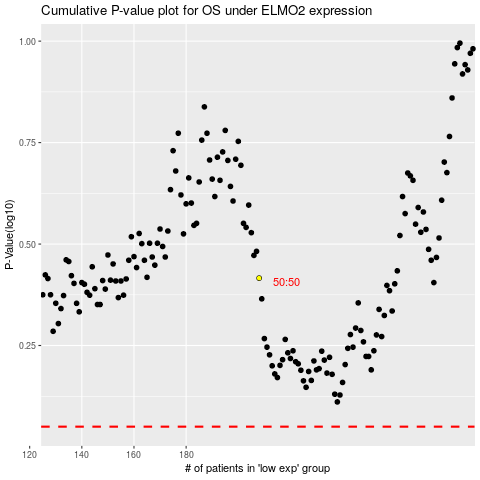 Cumulative P-value plot for OS under ELMO2 expression
1.00
0.75
P-Value(log10)
0.50
50:50
0.25
120 140 160 180
# of patients in 'low exp' group